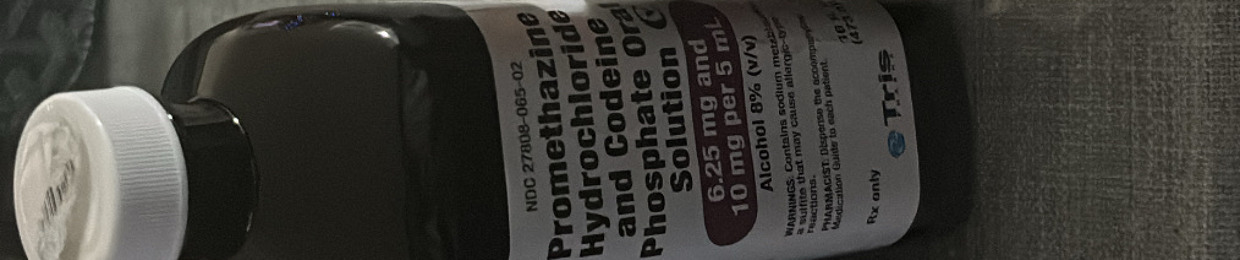 NDC 27808-065-02
Promethazine
Hydrochloride
and Codeine
Phosphate Oral
Solution
6.25 mg and
10 mg per 5 mL
Alcohol 8% (v/v)
WARNINGS: Contains sodium
a sulfite that may cause allergic-type
reactions.
PHARMACIST: Dispense the accompanying
Medication Guide to each patient.
Rx only
Tris